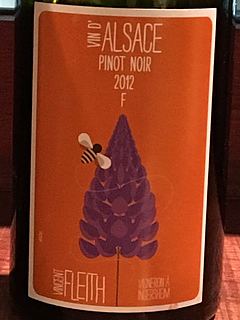 VIN D'
ALSACE
PINOT NOIR
2012
F
VINCENT
FLEITH
VIGNERON À
INGERSHEIM